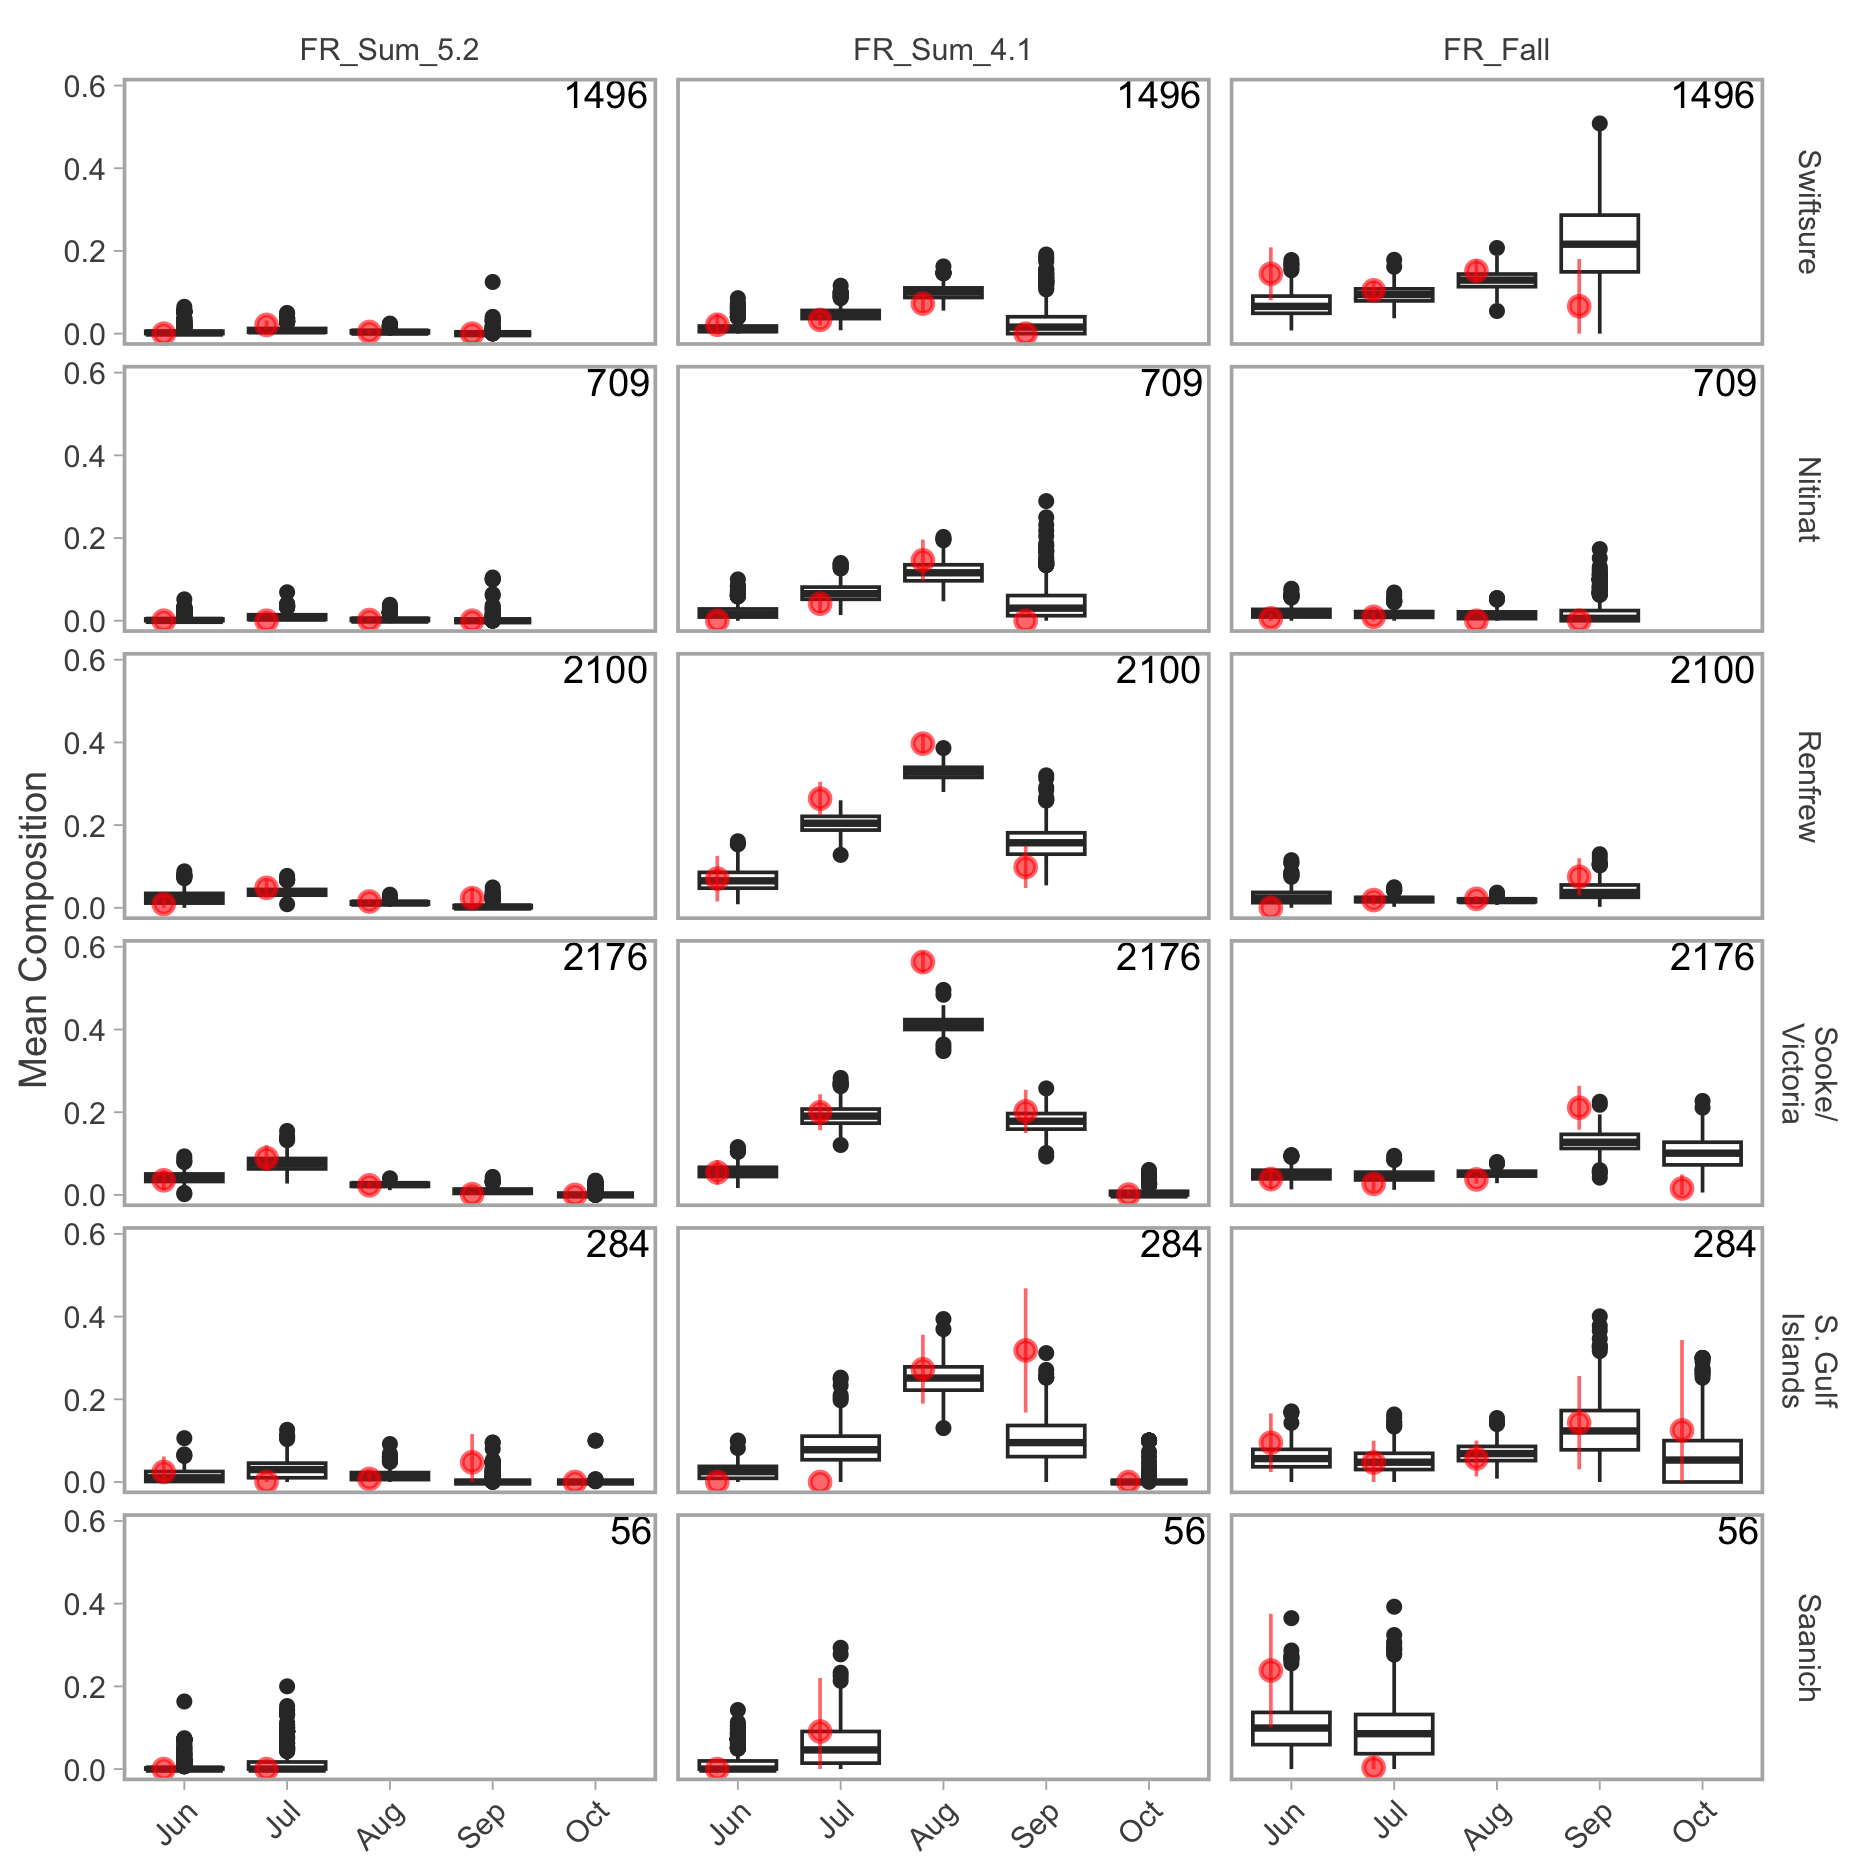 FR_Sum_5.2 FR_Sum_4.1 FR_Fall
0.6 1496 1496 1496
0.4
0.2
0.0
Swiftsure
0.6 709 709 709
0.4
0.2
0.0
Nitinat
0.6 2100 2100 2100
0.4
0.2
0.0
Renfrew
Mean Composition
0.6 2176 2176 2176
0.4
0.2
0.0
Sooke/
Victoria
0.6 284 284 284
0.4
0.2
0.0
S. Gulf
Islands
0.6 56 56 56
0.4
0.2
0.0
Saanich
Jun Jul Aug Sep Oct Jun Jul Aug Sep Oct Jun Jul Aug Sep Oct